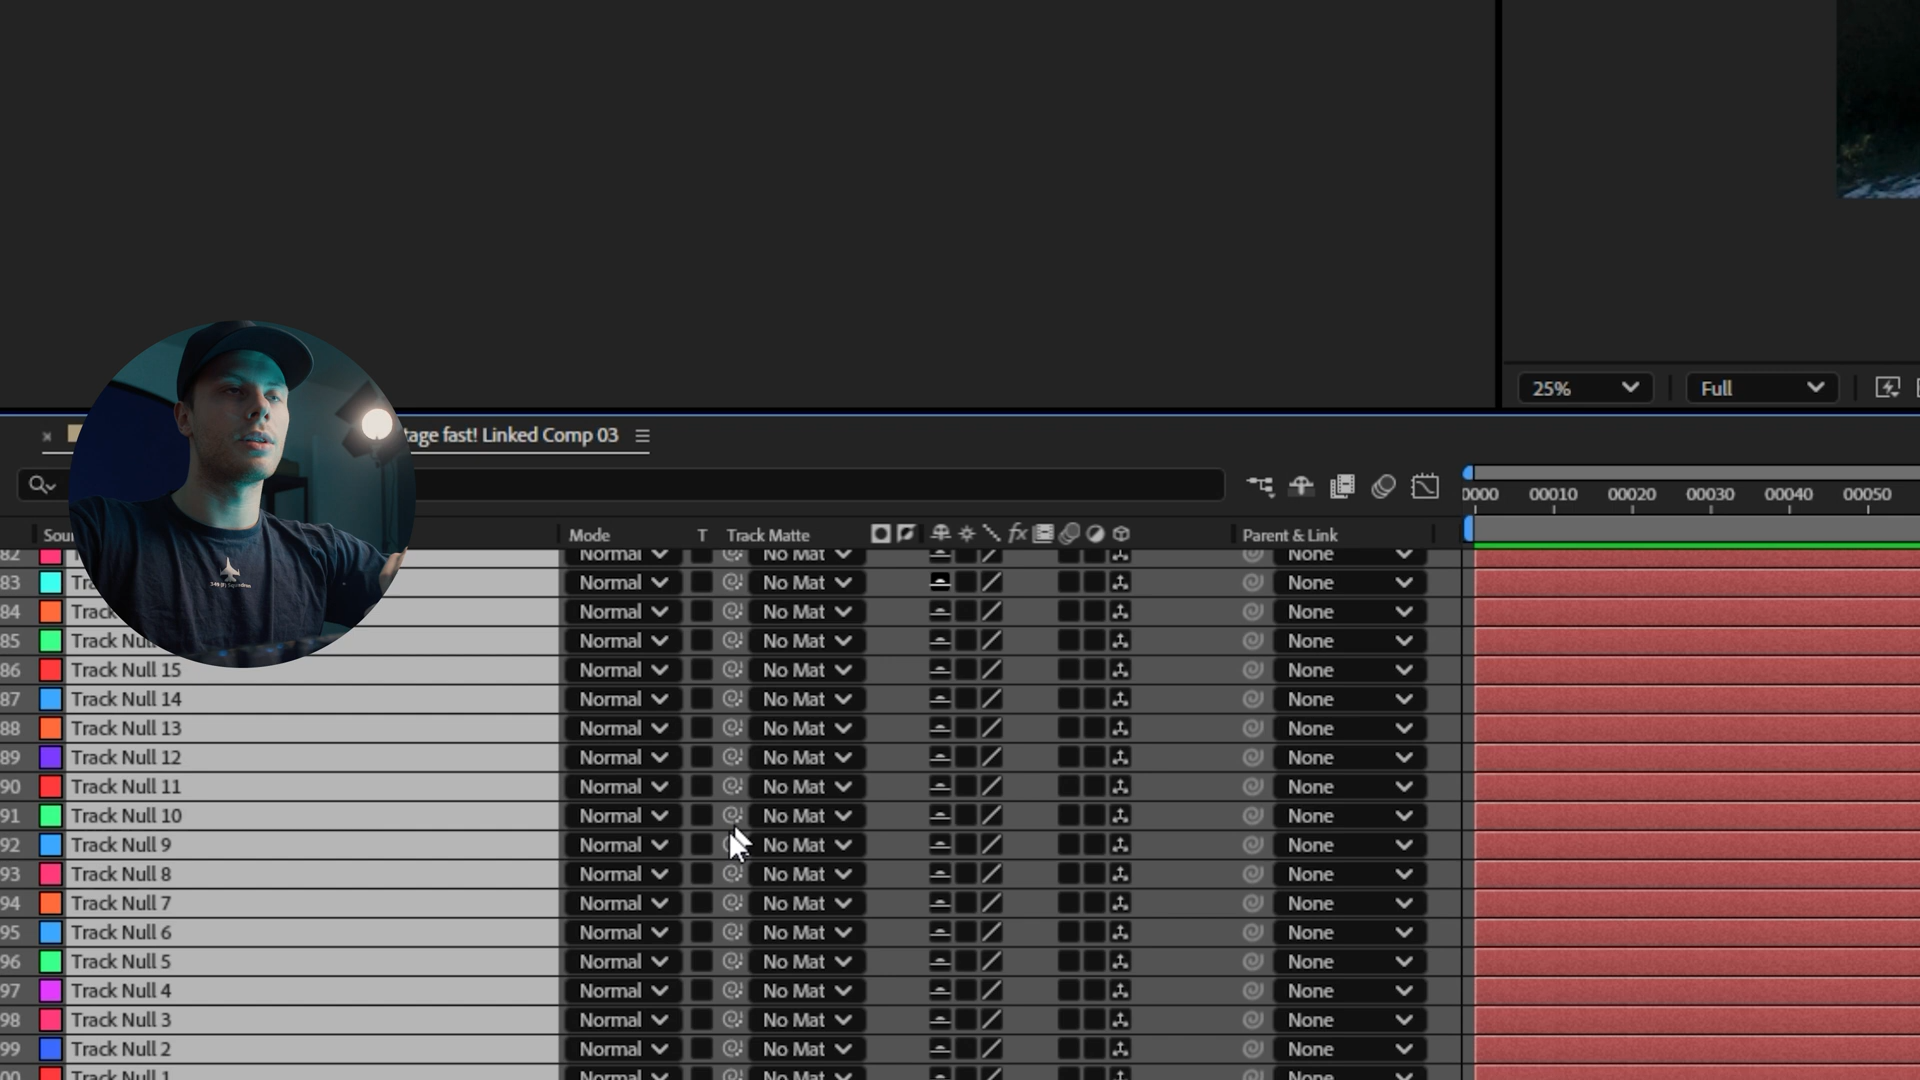 25% Full
tage fast! Linked Comp 03
0000 00010 00020 00030 00040 00050
Sou Mode T Track Matte fx Parent & Link
82 Normal No Mat None
83 Tra Normal No Mat None
84 Track Normal No Mat None
85 Track Nul Normal No Mat None
86 Track Null 15 Normal No Mat None
87 Track Null 14 Normal No Mat None
88 Track Null 13 Normal No Mat None
89 Track Null 12 Normal No Mat None
90 Track Null 11 Normal No Mat None
91 Track Null 10 Normal No Mat None
92 Track Null 9 Normal No Mat None
93 Track Null 8 Normal No Mat None
94 Track Null 7 Normal No Mat None
95 Track Null 6 Normal No Mat None
96 Track Null 5 Normal No Mat None
97 Track Null 4 Normal No Mat None
98 Track Null 3 Normal No Mat None
99 Track Null 2 Normal No Mat None
00 Track Null 1 Normal No Mat None